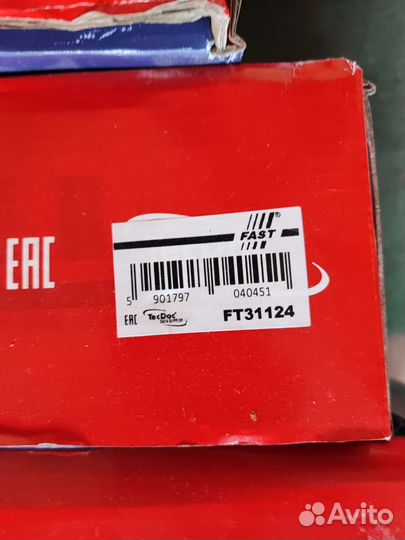 EAC
FAST®
5 901797 040451
EAC TecDoc FT31124
Avito